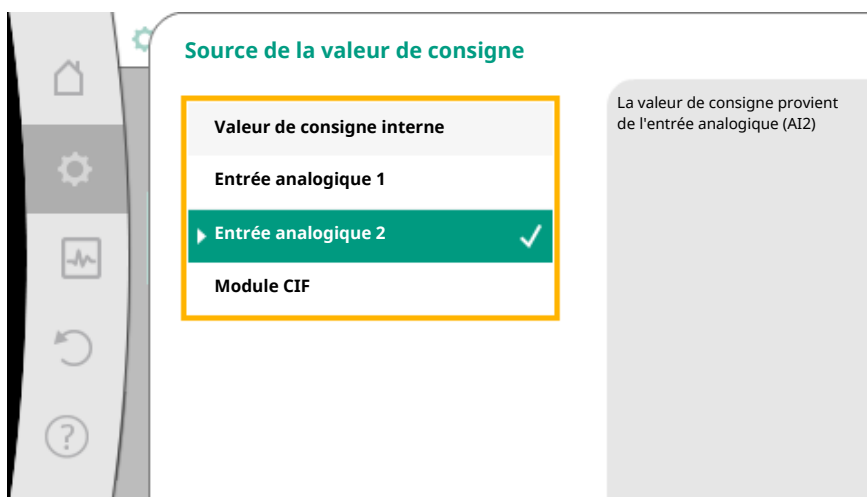 Source de la valeur de consigne
Valeur de consigne interne
Entrée analogique 1
Entrée analogique 2
Module CIF
La valeur de consigne provient
de l'entrée analogique (AI2)
?